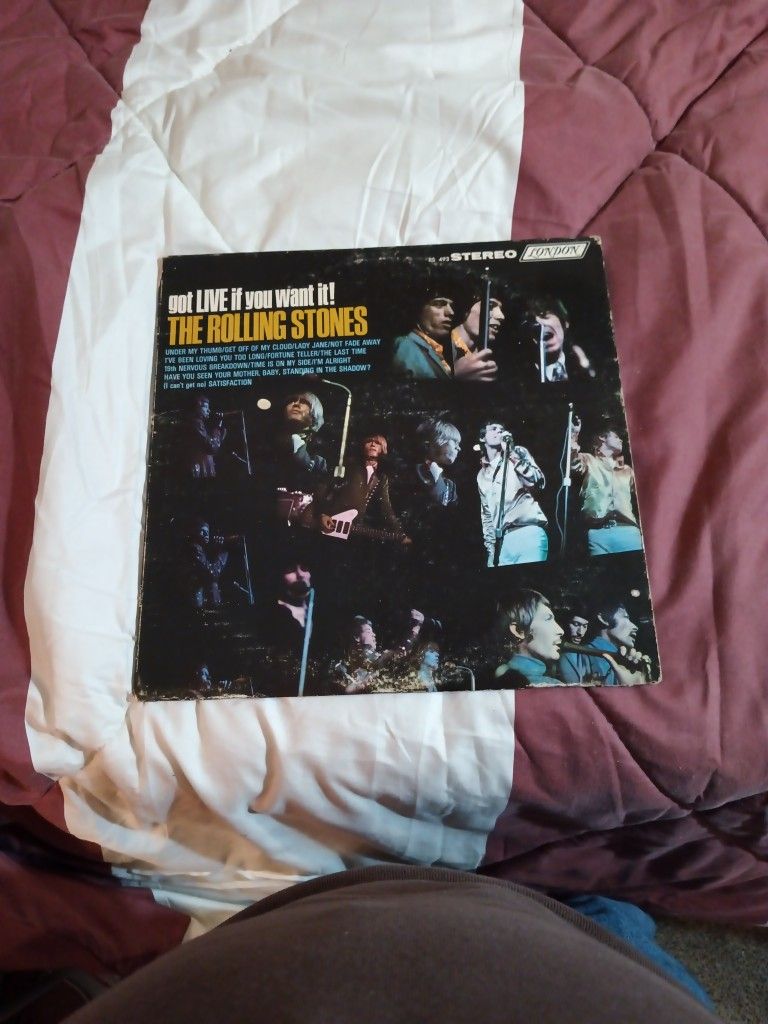 PS 493 STEREO LONDON
got LIVE if you want it!
THE ROLLING STONES
UNDER MY THUMB/GET OFF OF MY CLOUD/LADY JANE/NOT FADE AWAY
I'VE BEEN LOVING YOU TOO LONG/FORTUNE TELLER/THE LAST TIME
19th NERVOUS BREAKDOWN/TIME IS ON MY SIDE/I'M ALRIGHT
HAVE YOU SEEN YOUR MOTHER, BABY, STANDING IN THE SHADOW?
(I can't get no) SATISFACTION